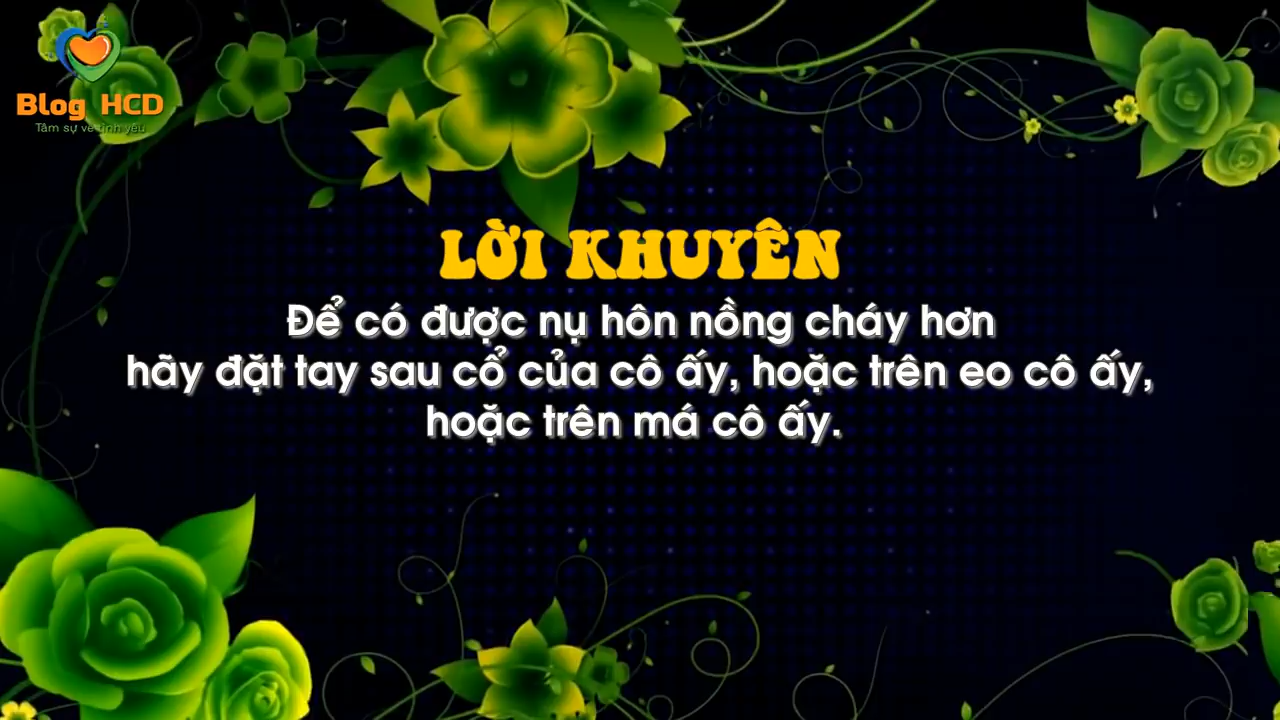 Blog HCD
Tâm sự về tình yêu
LỜI KHUYÊN
Để có được nụ hôn nồng cháy hơn
hãy đặt tay sau cổ của cô ấy, hoặc trên eo cô ấy,
hoặc trên má cô ấy.